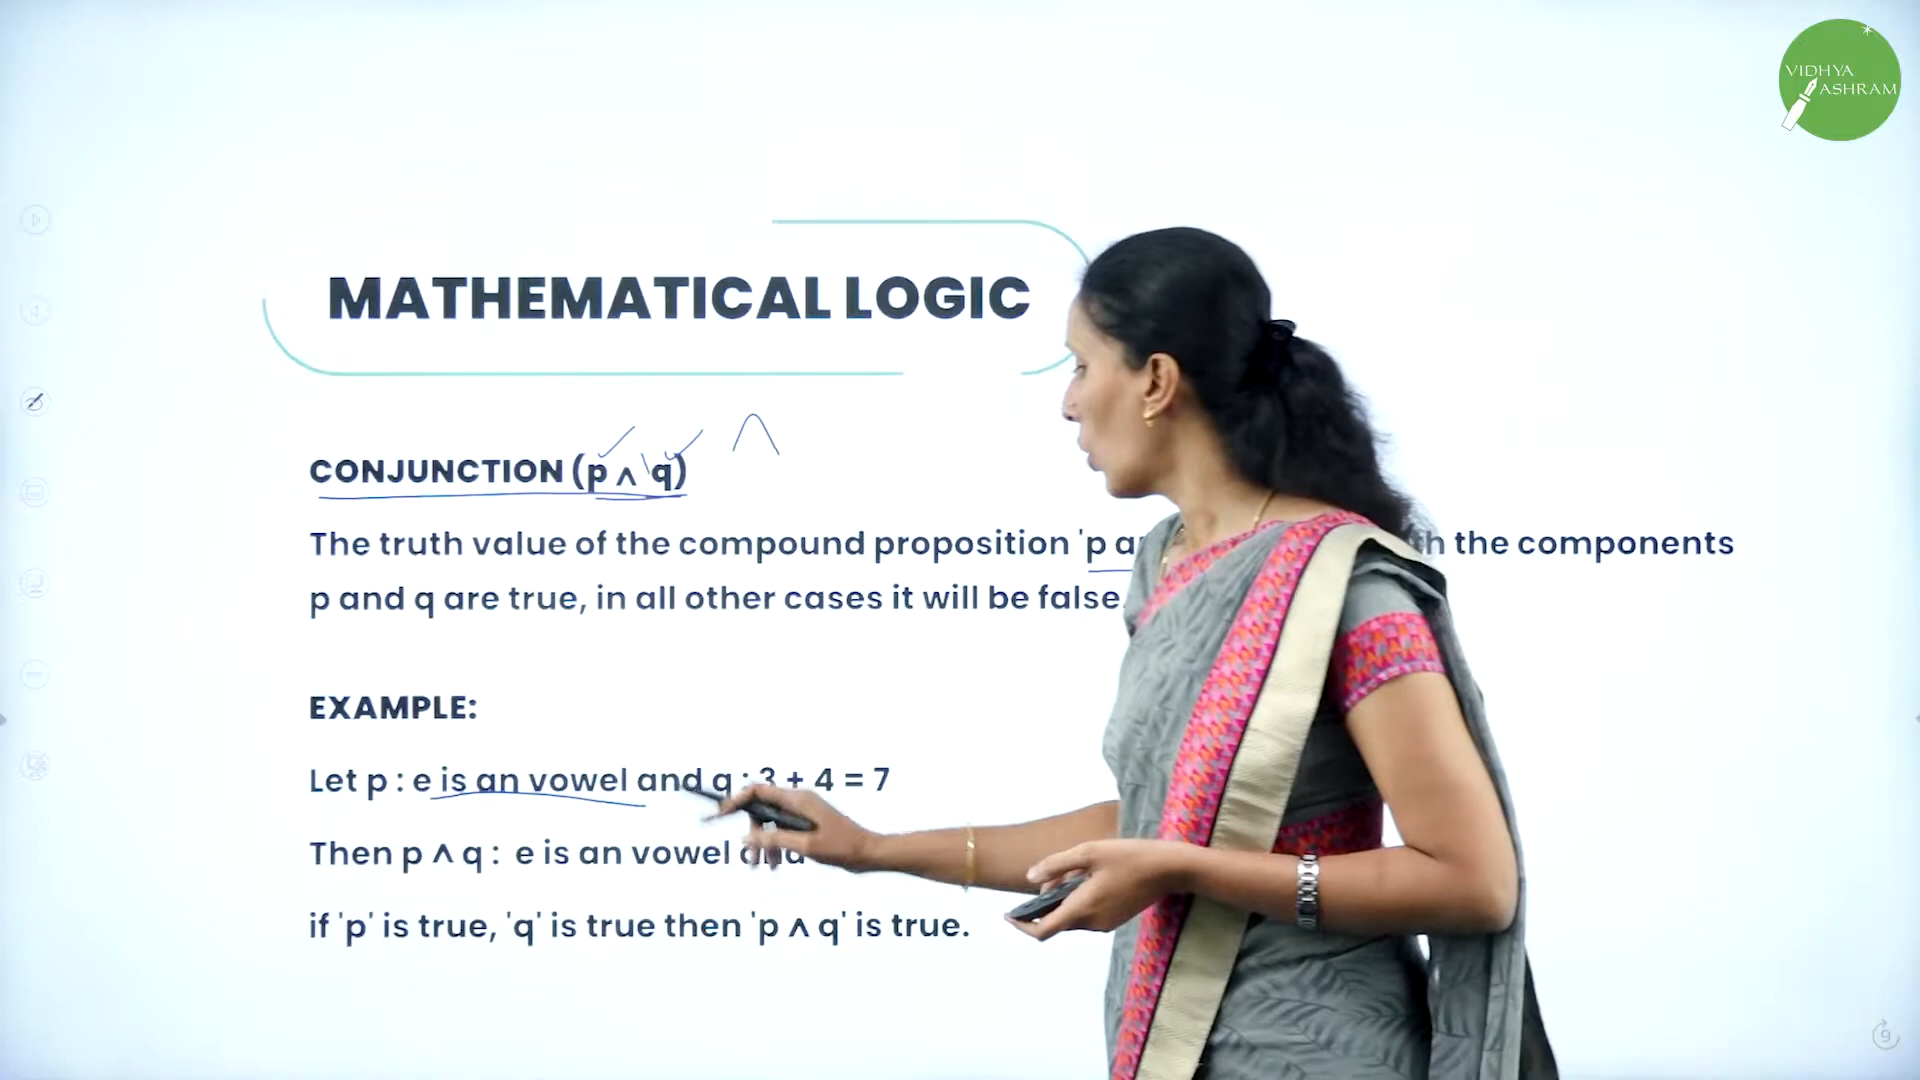 VIDHYA
ASHRAM
MATHEMATICAL LOGIC
CONJUNCTION (p ∧ q)
∧
The truth value of the compound proposition 'p the components
p and q are true, in all other cases it will be false.
EXAMPLE:
Let p : e is an vowel and q : 3 + 4 = 7
Then p ∧ q : e is an vowel and
if 'p' is true, 'q' is true then 'p ∧ q' is true.
9